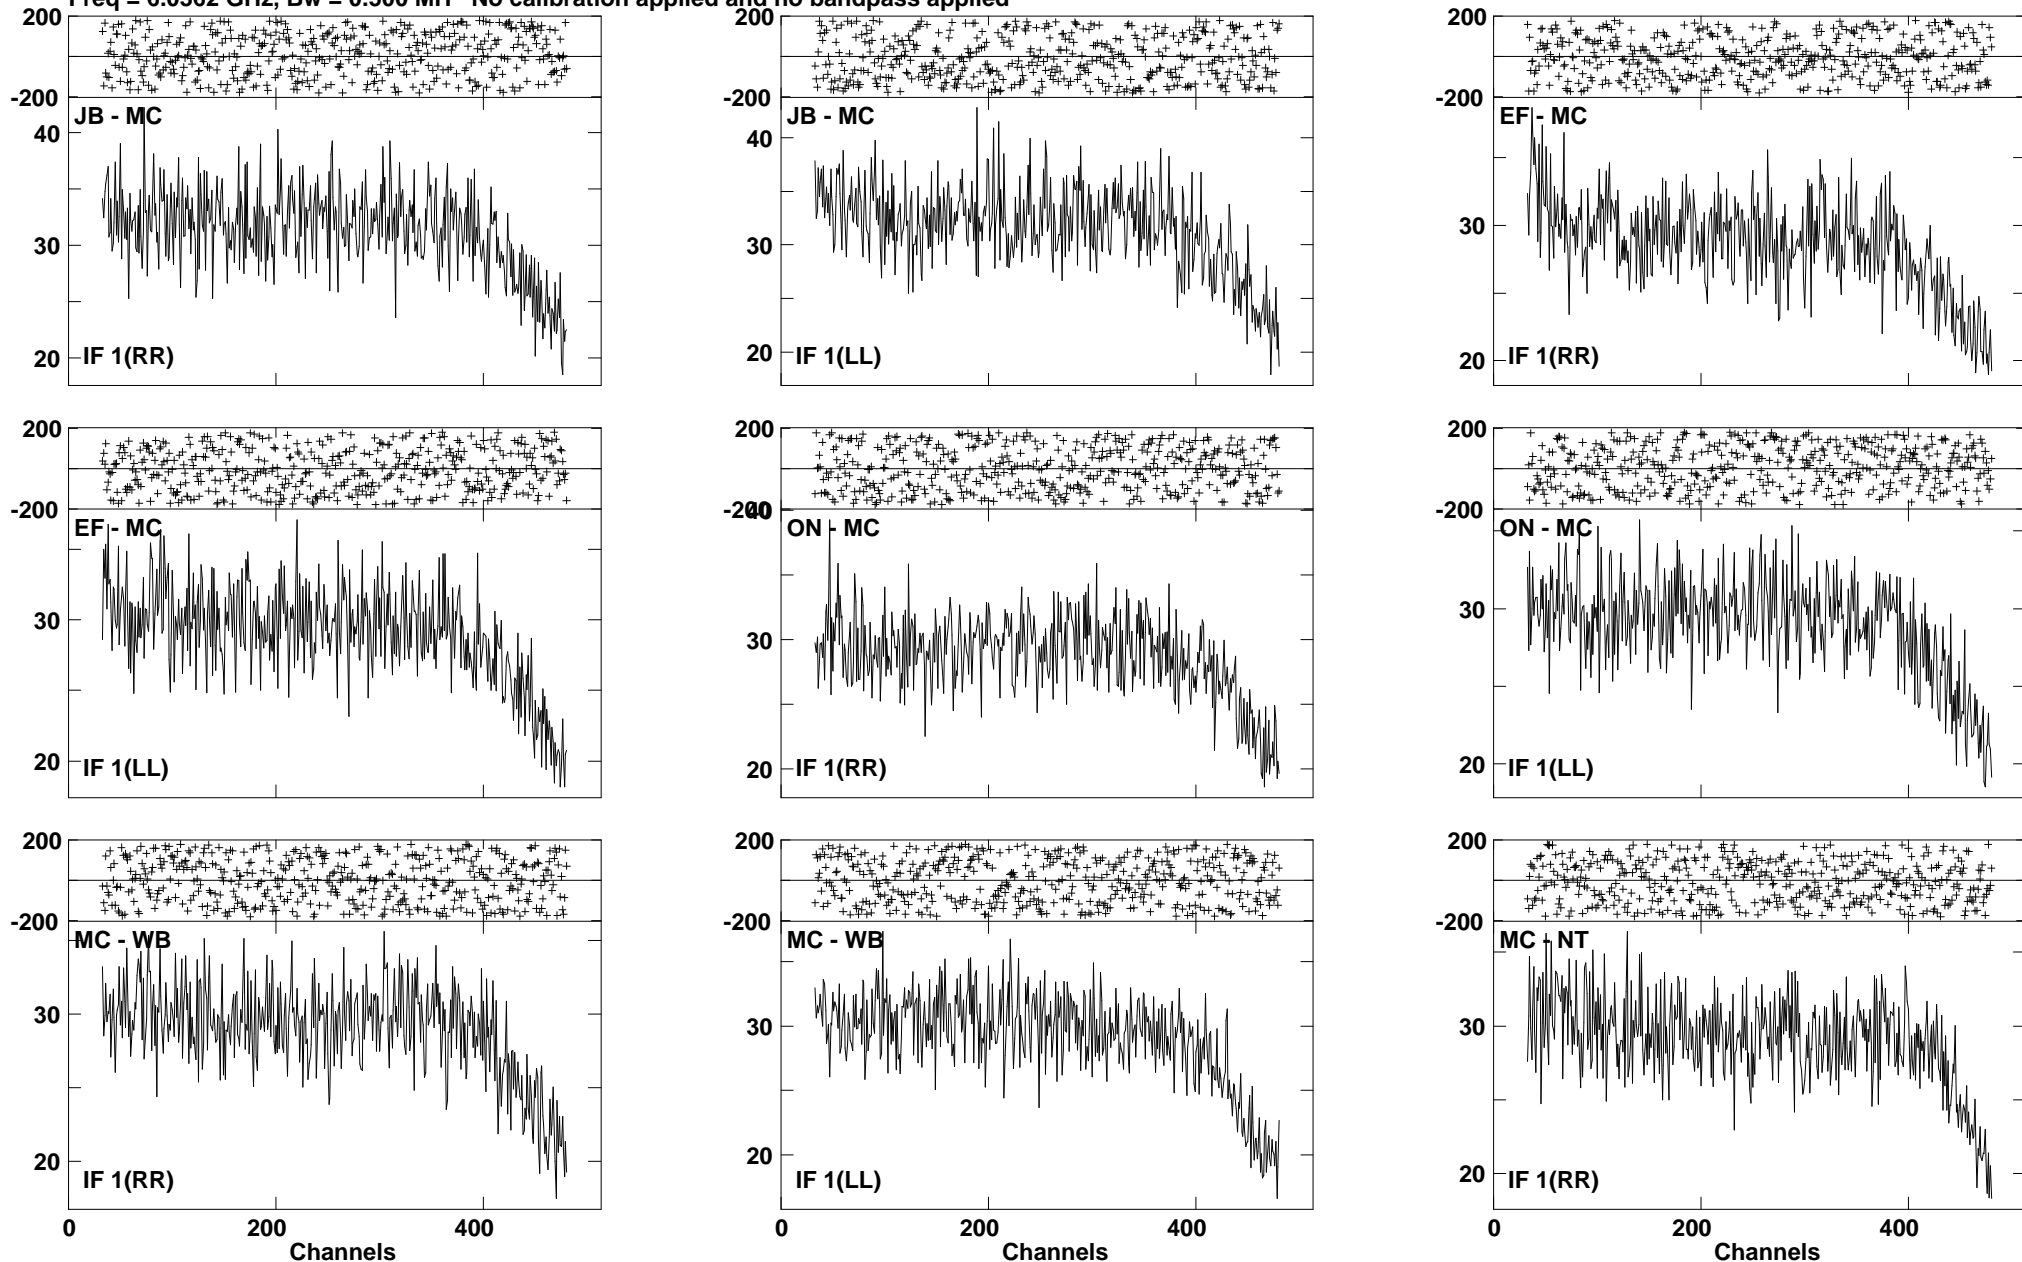 No calibration applied and no bandpass applied
200 200 200
-200 -200 -200
JB - MC JB - MC EF - MC
40 40
30 30 30
20 20 20
IF 1(RR) IF 1(LL) IF 1(RR)
200 200 200
-200 -200 -200
40
EF - MC ON - MC ON - MC
30 30 30
20 20 20
IF 1(LL) IF 1(RR) IF 1(LL)
200 200 200
-200 -200 -200
MC - WB MC - WB MC - NT
30 30 30
20 20 20
IF 1(RR) IF 1(LL) IF 1(RR)
0 200 400 0 200 400 0 200 400
Channels Channels Channels